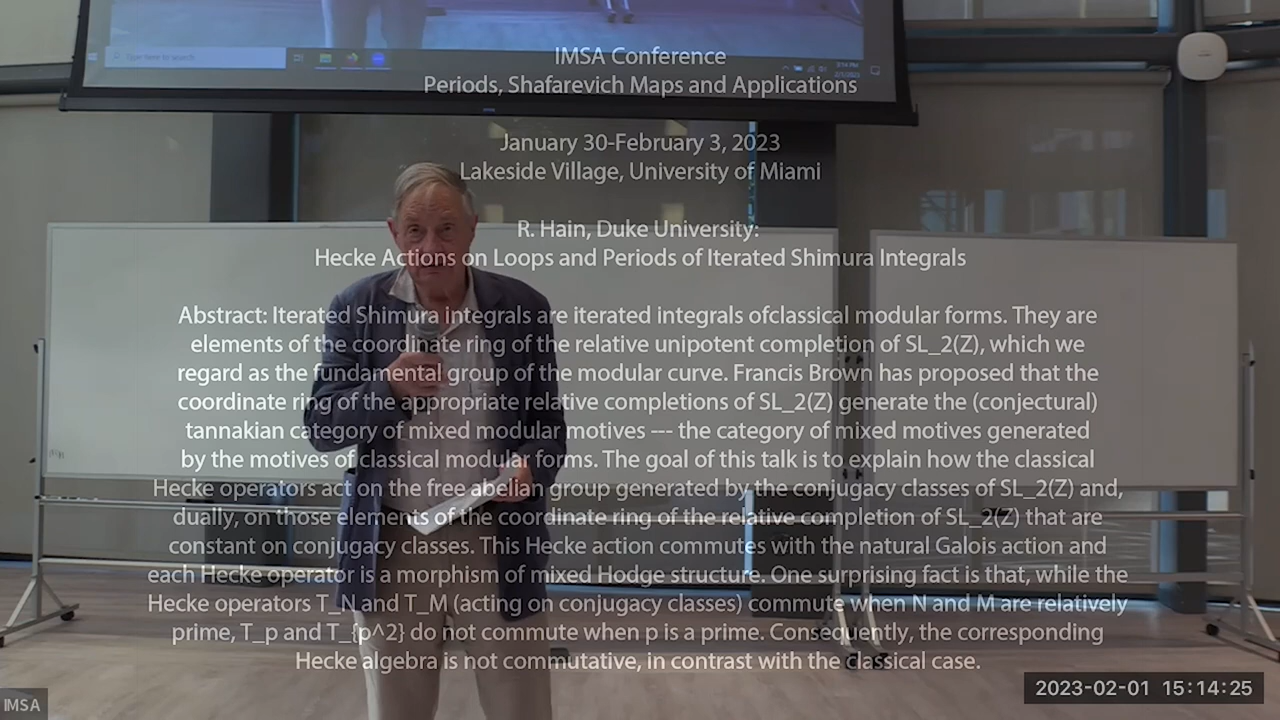 Type here to search
3:14 PM
2/1/2023
IMSA Conference
Periods, Shafarevich Maps and Applications
January 30-February 3, 2023
Lakeside Village, University of Miami
R. Hain, Duke University:
Hecke Actions on Loops and Periods of Iterated Shimura Integrals
Abstract: Iterated Shimura integrals are iterated integrals ofclassical modular forms. They are
elements of the coordinate ring of the relative unipotent completion of SL_2(Z), which we
regard as the fundamental group of the modular curve. Francis Brown has proposed that the
coordinate ring of the appropriate relative completions of SL_2(Z) generate the (conjectural)
tannakian category of mixed modular motives --- the category of mixed motives generated
by the motives of classical modular forms. The goal of this talk is to explain how the classical
Hecke operators act on the free abelian group generated by the conjugacy classes of SL_2(Z) and,
dually, on those elements of the coordinate ring of the relative completion of SL_2(Z) that are
constant on conjugacy classes. This Hecke action commutes with the natural Galois action and
each Hecke operator is a morphism of mixed Hodge structure. One surprising fact is that, while the
Hecke operators T_N and T_M (acting on conjugacy classes) commute when N and M are relatively
prime, T_p and T_{p^2} do not commute when p is a prime. Consequently, the corresponding
Hecke algebra is not commutative, in contrast with the classical case.
2023-02-01 15:14:25
IMSA